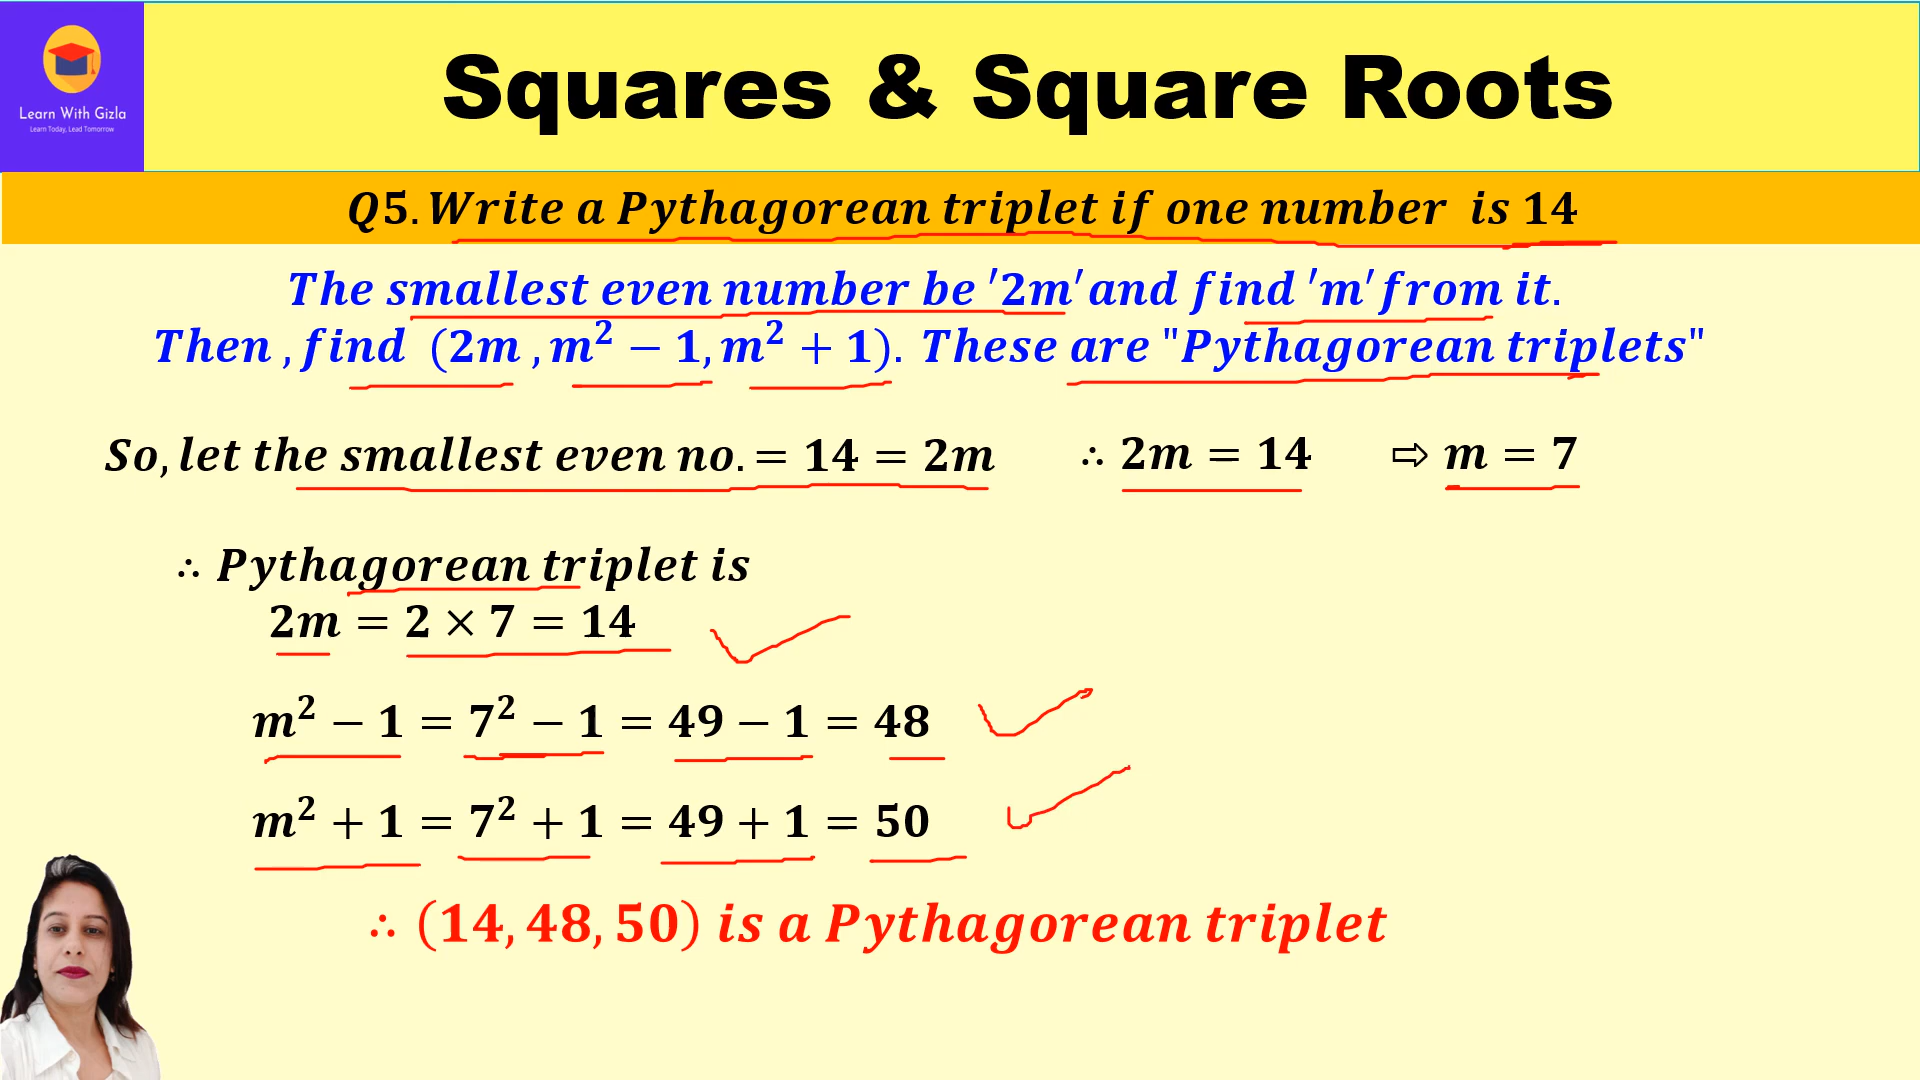 Squares & Square Roots
Learn With Gizla
Learn Today, Lead Tomorrow
Q5. Write a Pythagorean triplet if one number is 14
The smallest even number be '2m' and find 'm' from it.
Then , find (2m , m² − 1, m² + 1). These are "Pythagorean triplets"
So, let the smallest even no. = 14 = 2m ∴ 2m = 14 ⇨ m = 7
∴ Pythagorean triplet is
2m = 2 × 7 = 14
m² − 1 = 7² − 1 = 49 − 1 = 48
m² + 1 = 7² + 1 = 49 + 1 = 50
∴ (14, 48, 50) is a Pythagorean triplet